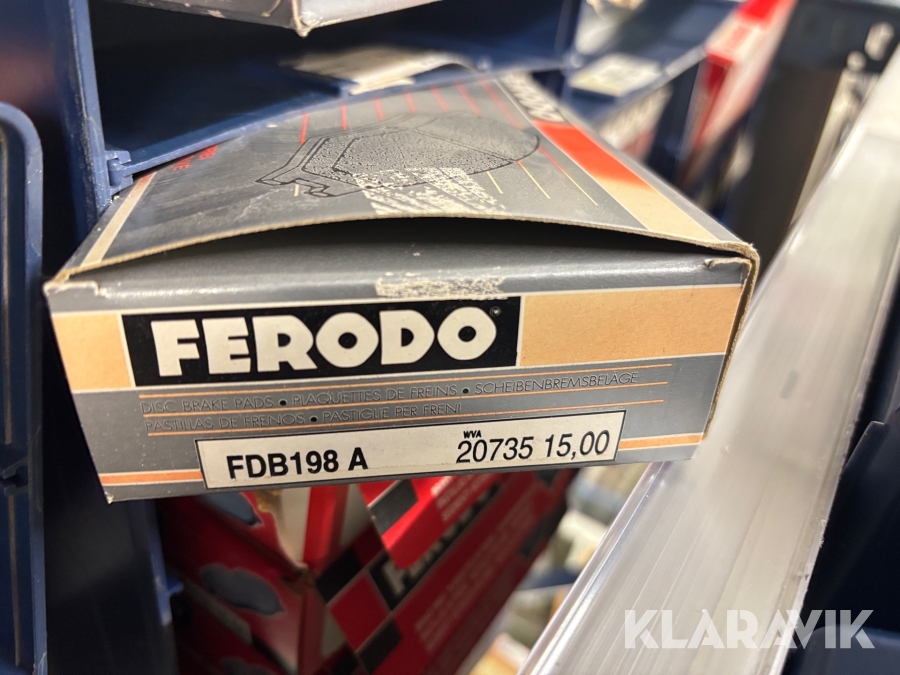 FERODO™
DISC BRAKE PADS • PLAQUETTES DE FREINS • SCHEIBENBREMSBELÄGE
PASTILLAS DE FRENOS • PASTIGLIE PER FRENI
FDB198 A
WVA
20735 15,00
FERODO
KLARAVIK